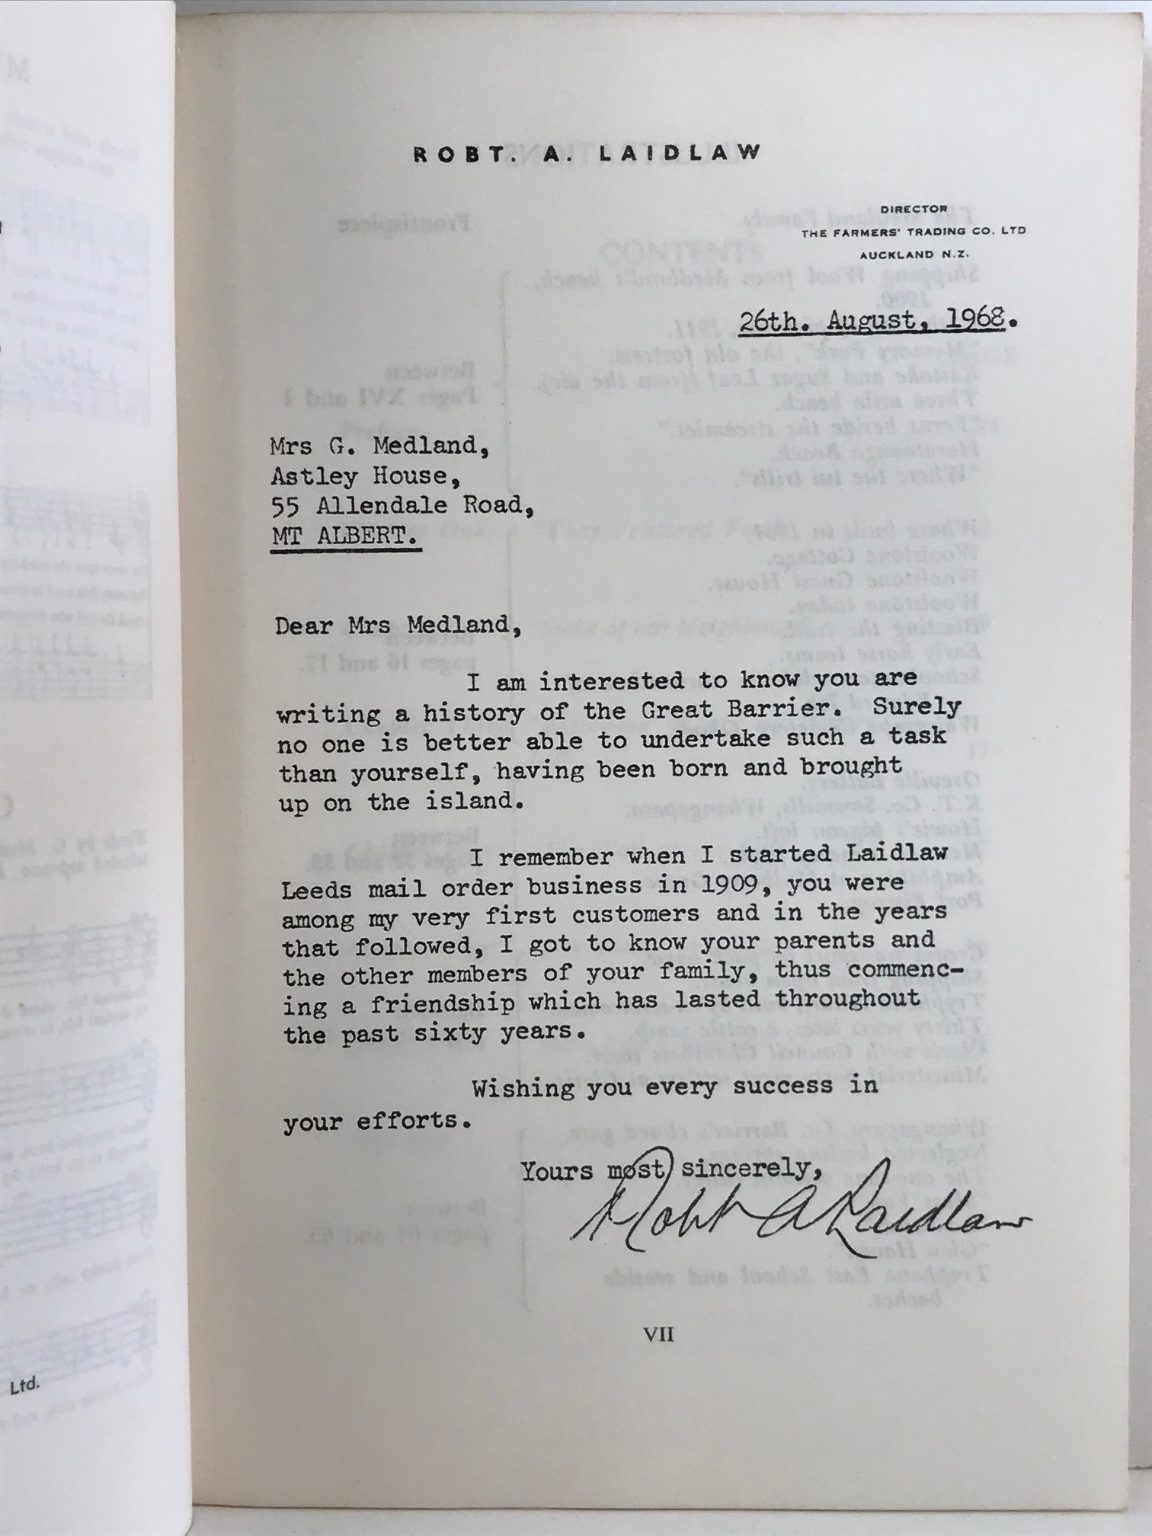 ROBT. A. LAIDLAW
DIRECTOR
THE FARMERS' TRADING CO. LTD
AUCKLAND N.Z.
26th. August, 1968.
Mrs G. Medland,
Astley House,
55 Allendale Road,
MT ALBERT.
Dear Mrs Medland,
I am interested to know you are
writing a history of the Great Barrier. Surely
no one is better able to undertake such a task
than yourself, having been born and brought
up on the island.
I remember when I started Laidlaw
Leeds mail order business in 1909, you were
among my very first customers and in the years
that followed, I got to know your parents and
the other members of your family, thus commenc-
ing a friendship which has lasted throughout
the past sixty years.
Wishing you every success in
your efforts.
Yours most sincerely,
Robt A Laidlaw
VII
Ltd.